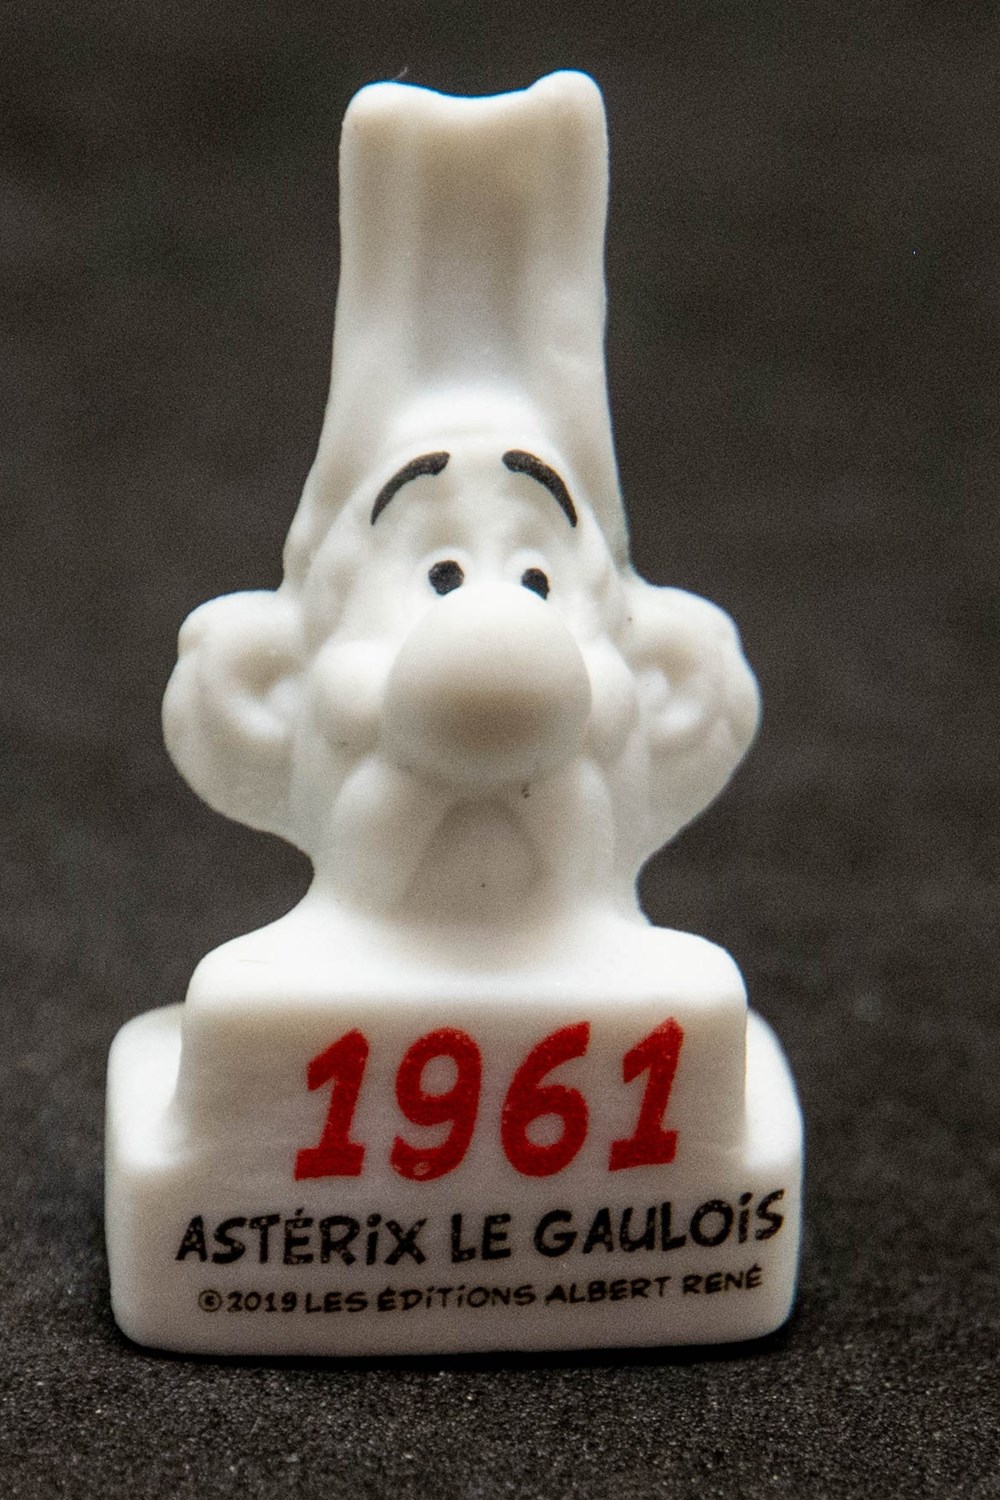 1961
ASTÉRiX LE GAULOiS
©2019 LES ÉDiTiONS ALBERT RENÉ